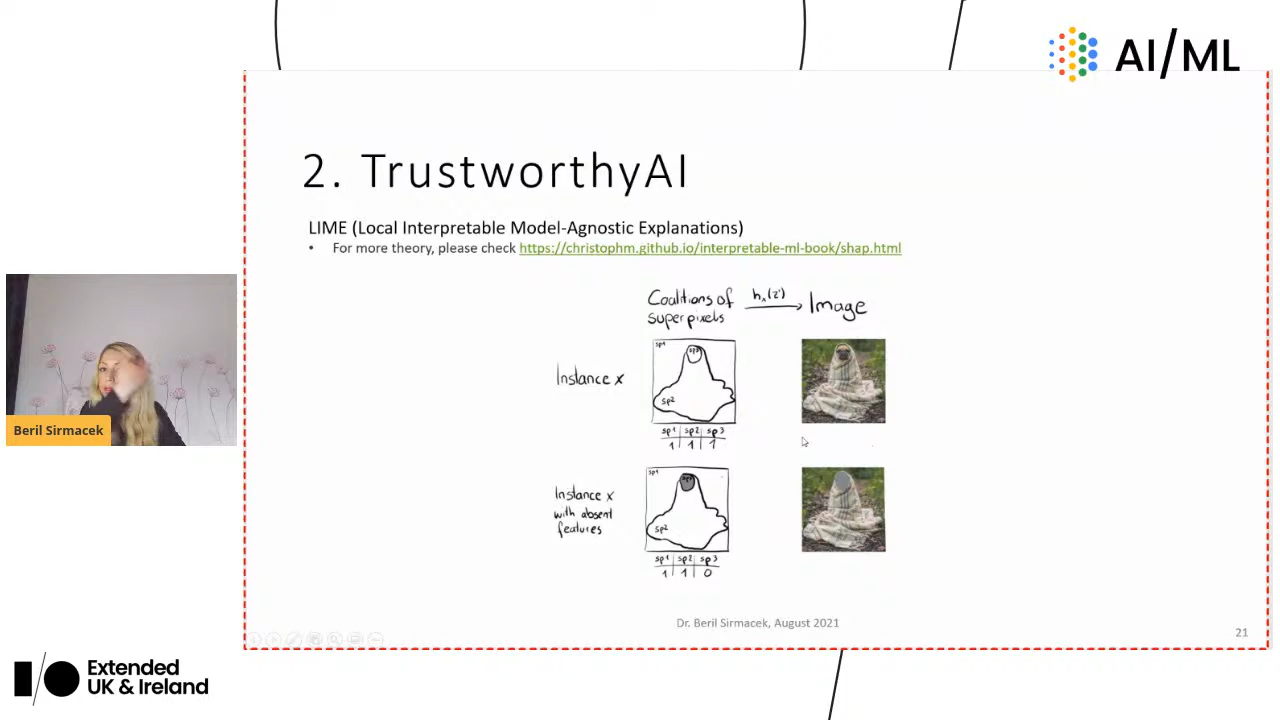 AI/ML
2. TrustworthyAI
LIME (Local Interpretable Model-Agnostic Explanations)
• For more theory, please check https://christophm.github.io/interpretable-ml-book/shap.html
Coalitions of
superpixels
hₓ(z')
Image
sp1
sp3
Instance x
sp2
sp1 sp2 sp3
1 1 1
sp1
Instance x
with absent
features
sp2
sp1 sp2 sp3
1 1 0
Beril Sirmacek
Dr. Beril Sirmacek, August 2021
21
I/O Extended
UK & Ireland